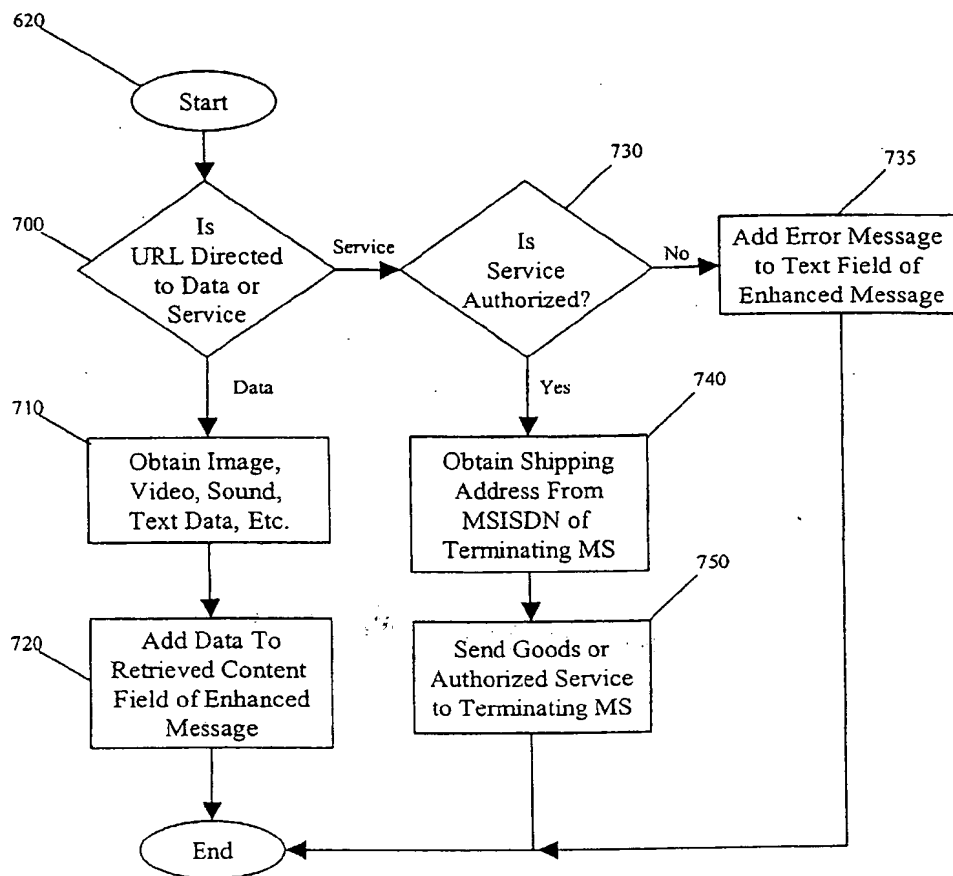 620
Start
700
Is
URL Directed
to Data or
Service
Service
730
Is
Service
Authorized?
No
735
Add Error Message
to Text Field of
Enhanced Message
Data
Yes
710
Obtain Image,
Video, Sound,
Text Data, Etc.
740
Obtain Shipping
Address From
MSISDN of
Terminating MS
720
Add Data To
Retrieved Content
Field of Enhanced
Message
750
Send Goods or
Authorized Service
to Terminating MS
End